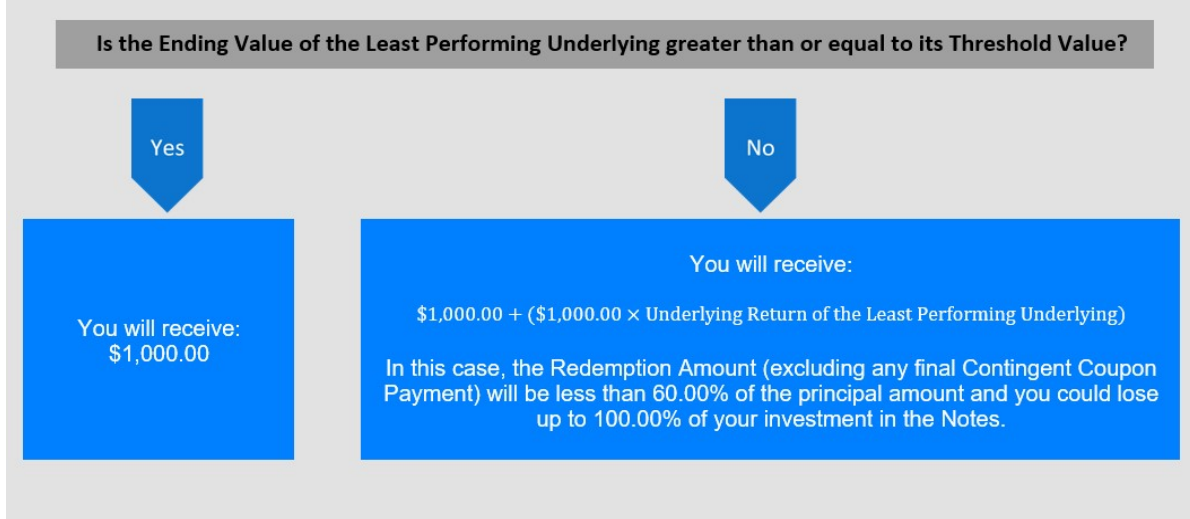 Is the Ending Value of the Least Performing Underlying greater than or equal to its Threshold Value?
Yes
No
You will receive:
$1,000.00
You will receive:
$1,000.00 + ($1,000.00 × Underlying Return of the Least Performing Underlying)
In this case, the Redemption Amount (excluding any final Contingent Coupon
Payment) will be less than 60.00% of the principal amount and you could lose
up to 100.00% of your investment in the Notes.